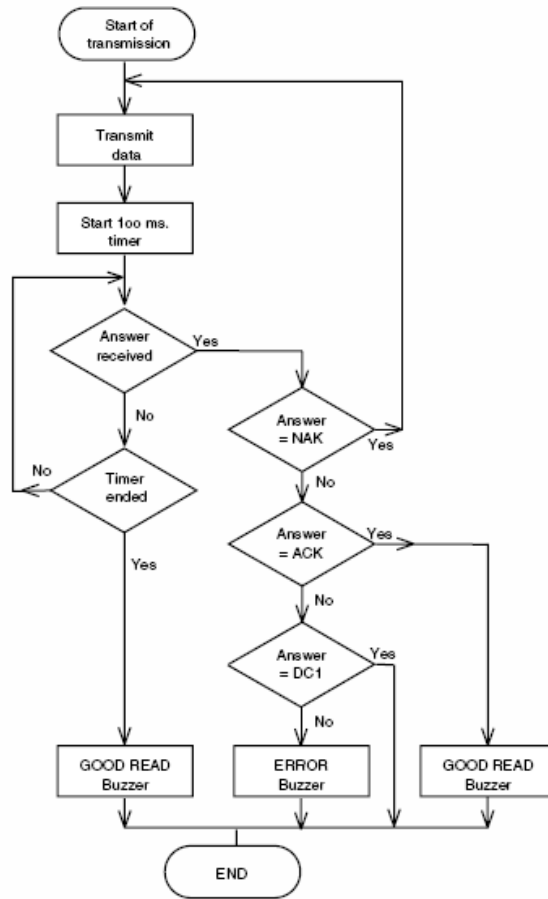 Start of
transmission
Transmit
data
Start 1oo ms.
timer
Answer
received
Yes
No
Answer
= NAK
Yes
No
No
Timer
ended
Yes
Answer
= ACK
Yes
No
Answer
= DC1
Yes
No
GOOD READ
Buzzer
ERROR
Buzzer
GOOD READ
Buzzer
END